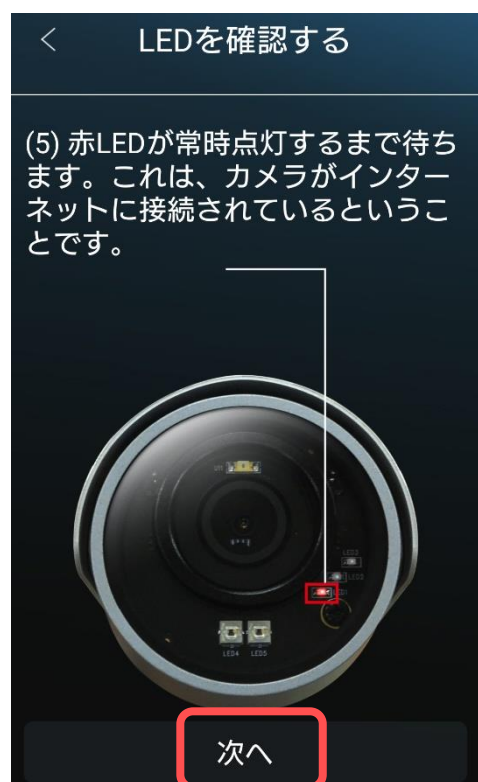 LEDを確認する
(5) 赤LEDが常時点灯するまで待ち
ます。これは、カメラがインター
ネットに接続されているというこ
とです。
LED2
LED3
LED4 LED5
次へ